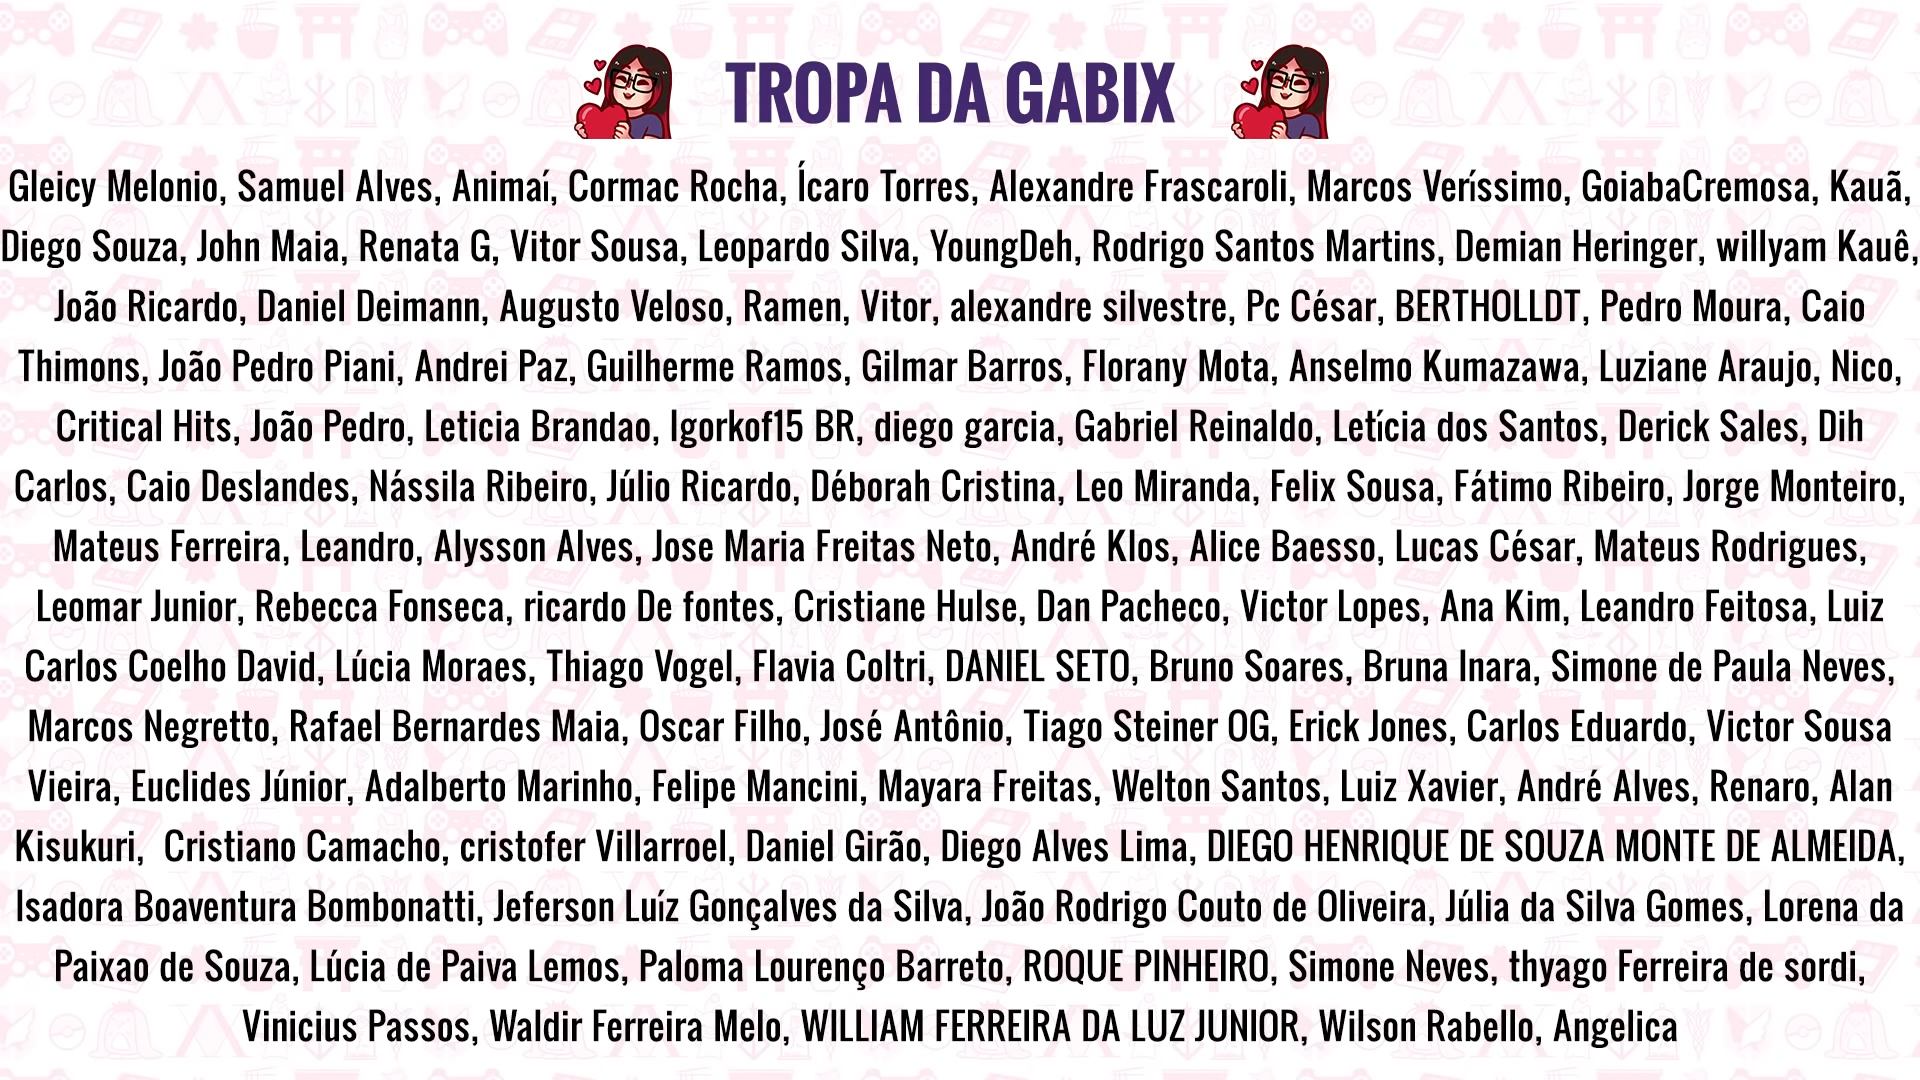 TROPA DA GABIX
Gleicy Melonio, Samuel Alves, Animaí, Cormac Rocha, Ícaro Torres, Alexandre Frascaroli, Marcos Veríssimo, GoiabaCremosa, Kauã,
Diego Souza, John Maia, Renata G, Vitor Sousa, Leopardo Silva, YoungDeh, Rodrigo Santos Martins, Demian Heringer, willyam Kauê,
João Ricardo, Daniel Deimann, Augusto Veloso, Ramen, Vitor, alexandre silvestre, Pc César, BERTHOLLDT, Pedro Moura, Caio
Thimons, João Pedro Piani, Andrei Paz, Guilherme Ramos, Gilmar Barros, Florany Mota, Anselmo Kumazawa, Luziane Araujo, Nico,
Critical Hits, João Pedro, Leticia Brandao, Igorkof15 BR, diego garcia, Gabriel Reinaldo, Letícia dos Santos, Derick Sales, Dih
Carlos, Caio Deslandes, Nássila Ribeiro, Júlio Ricardo, Déborah Cristina, Leo Miranda, Felix Sousa, Fátimo Ribeiro, Jorge Monteiro,
Mateus Ferreira, Leandro, Alysson Alves, Jose Maria Freitas Neto, André Klos, Alice Baesso, Lucas César, Mateus Rodrigues,
Leomar Junior, Rebecca Fonseca, ricardo De fontes, Cristiane Hulse, Dan Pacheco, Victor Lopes, Ana Kim, Leandro Feitosa, Luiz
Carlos Coelho David, Lúcia Moraes, Thiago Vogel, Flavia Coltri, DANIEL SETO, Bruno Soares, Bruna Inara, Simone de Paula Neves,
Marcos Negretto, Rafael Bernardes Maia, Oscar Filho, José Antônio, Tiago Steiner OG, Erick Jones, Carlos Eduardo, Victor Sousa
Vieira, Euclides Júnior, Adalberto Marinho, Felipe Mancini, Mayara Freitas, Welton Santos, Luiz Xavier, André Alves, Renaro, Alan
Kisukuri,  Cristiano Camacho, cristofer Villarroel, Daniel Girão, Diego Alves Lima, DIEGO HENRIQUE DE SOUZA MONTE DE ALMEIDA,
Isadora Boaventura Bombonatti, Jeferson Luíz Gonçalves da Silva, João Rodrigo Couto de Oliveira, Júlia da Silva Gomes, Lorena da
Paixao de Souza, Lúcia de Paiva Lemos, Paloma Lourenço Barreto, ROQUE PINHEIRO, Simone Neves, thyago Ferreira de sordi,
Vinicius Passos, Waldir Ferreira Melo, WILLIAM FERREIRA DA LUZ JUNIOR, Wilson Rabello, Angelica